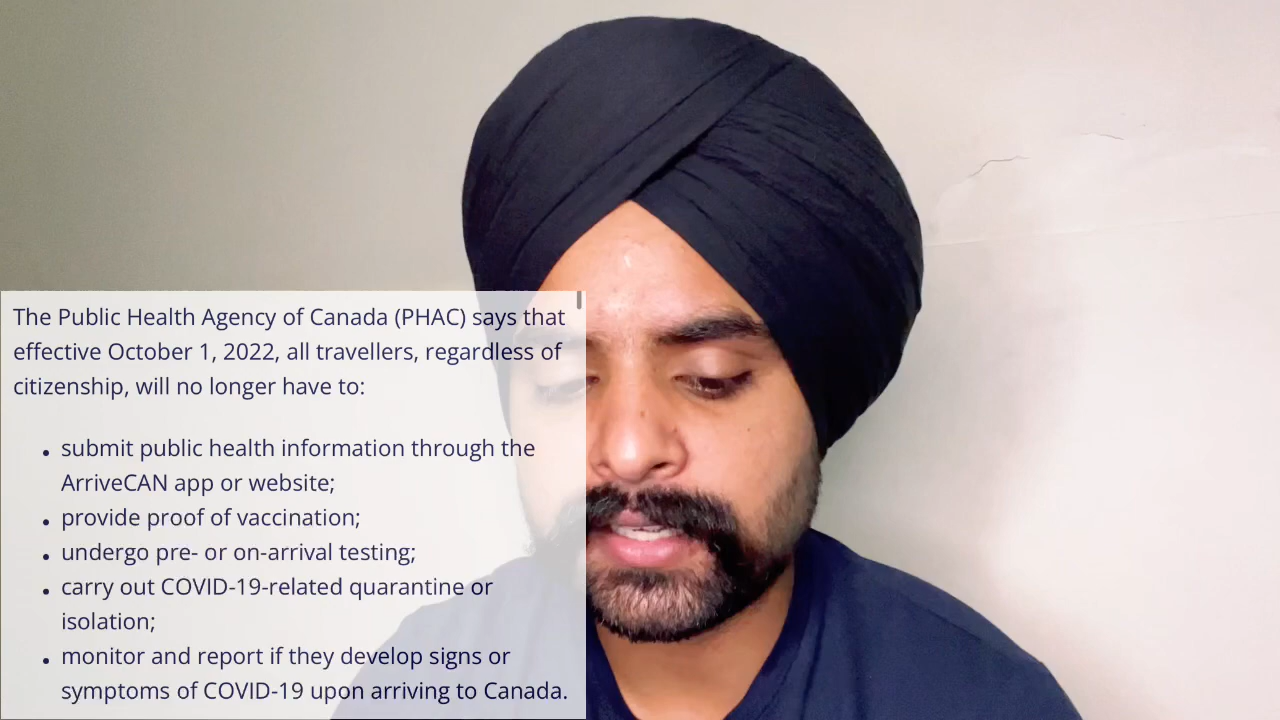 The Public Health Agency of Canada (PHAC) says that
effective October 1, 2022, all travellers, regardless of
citizenship, will no longer have to:
• submit public health information through the
ArriveCAN app or website;
• provide proof of vaccination;
• undergo pre- or on-arrival testing;
• carry out COVID-19-related quarantine or
isolation;
• monitor and report if they develop signs or
symptoms of COVID-19 upon arriving to Canada.